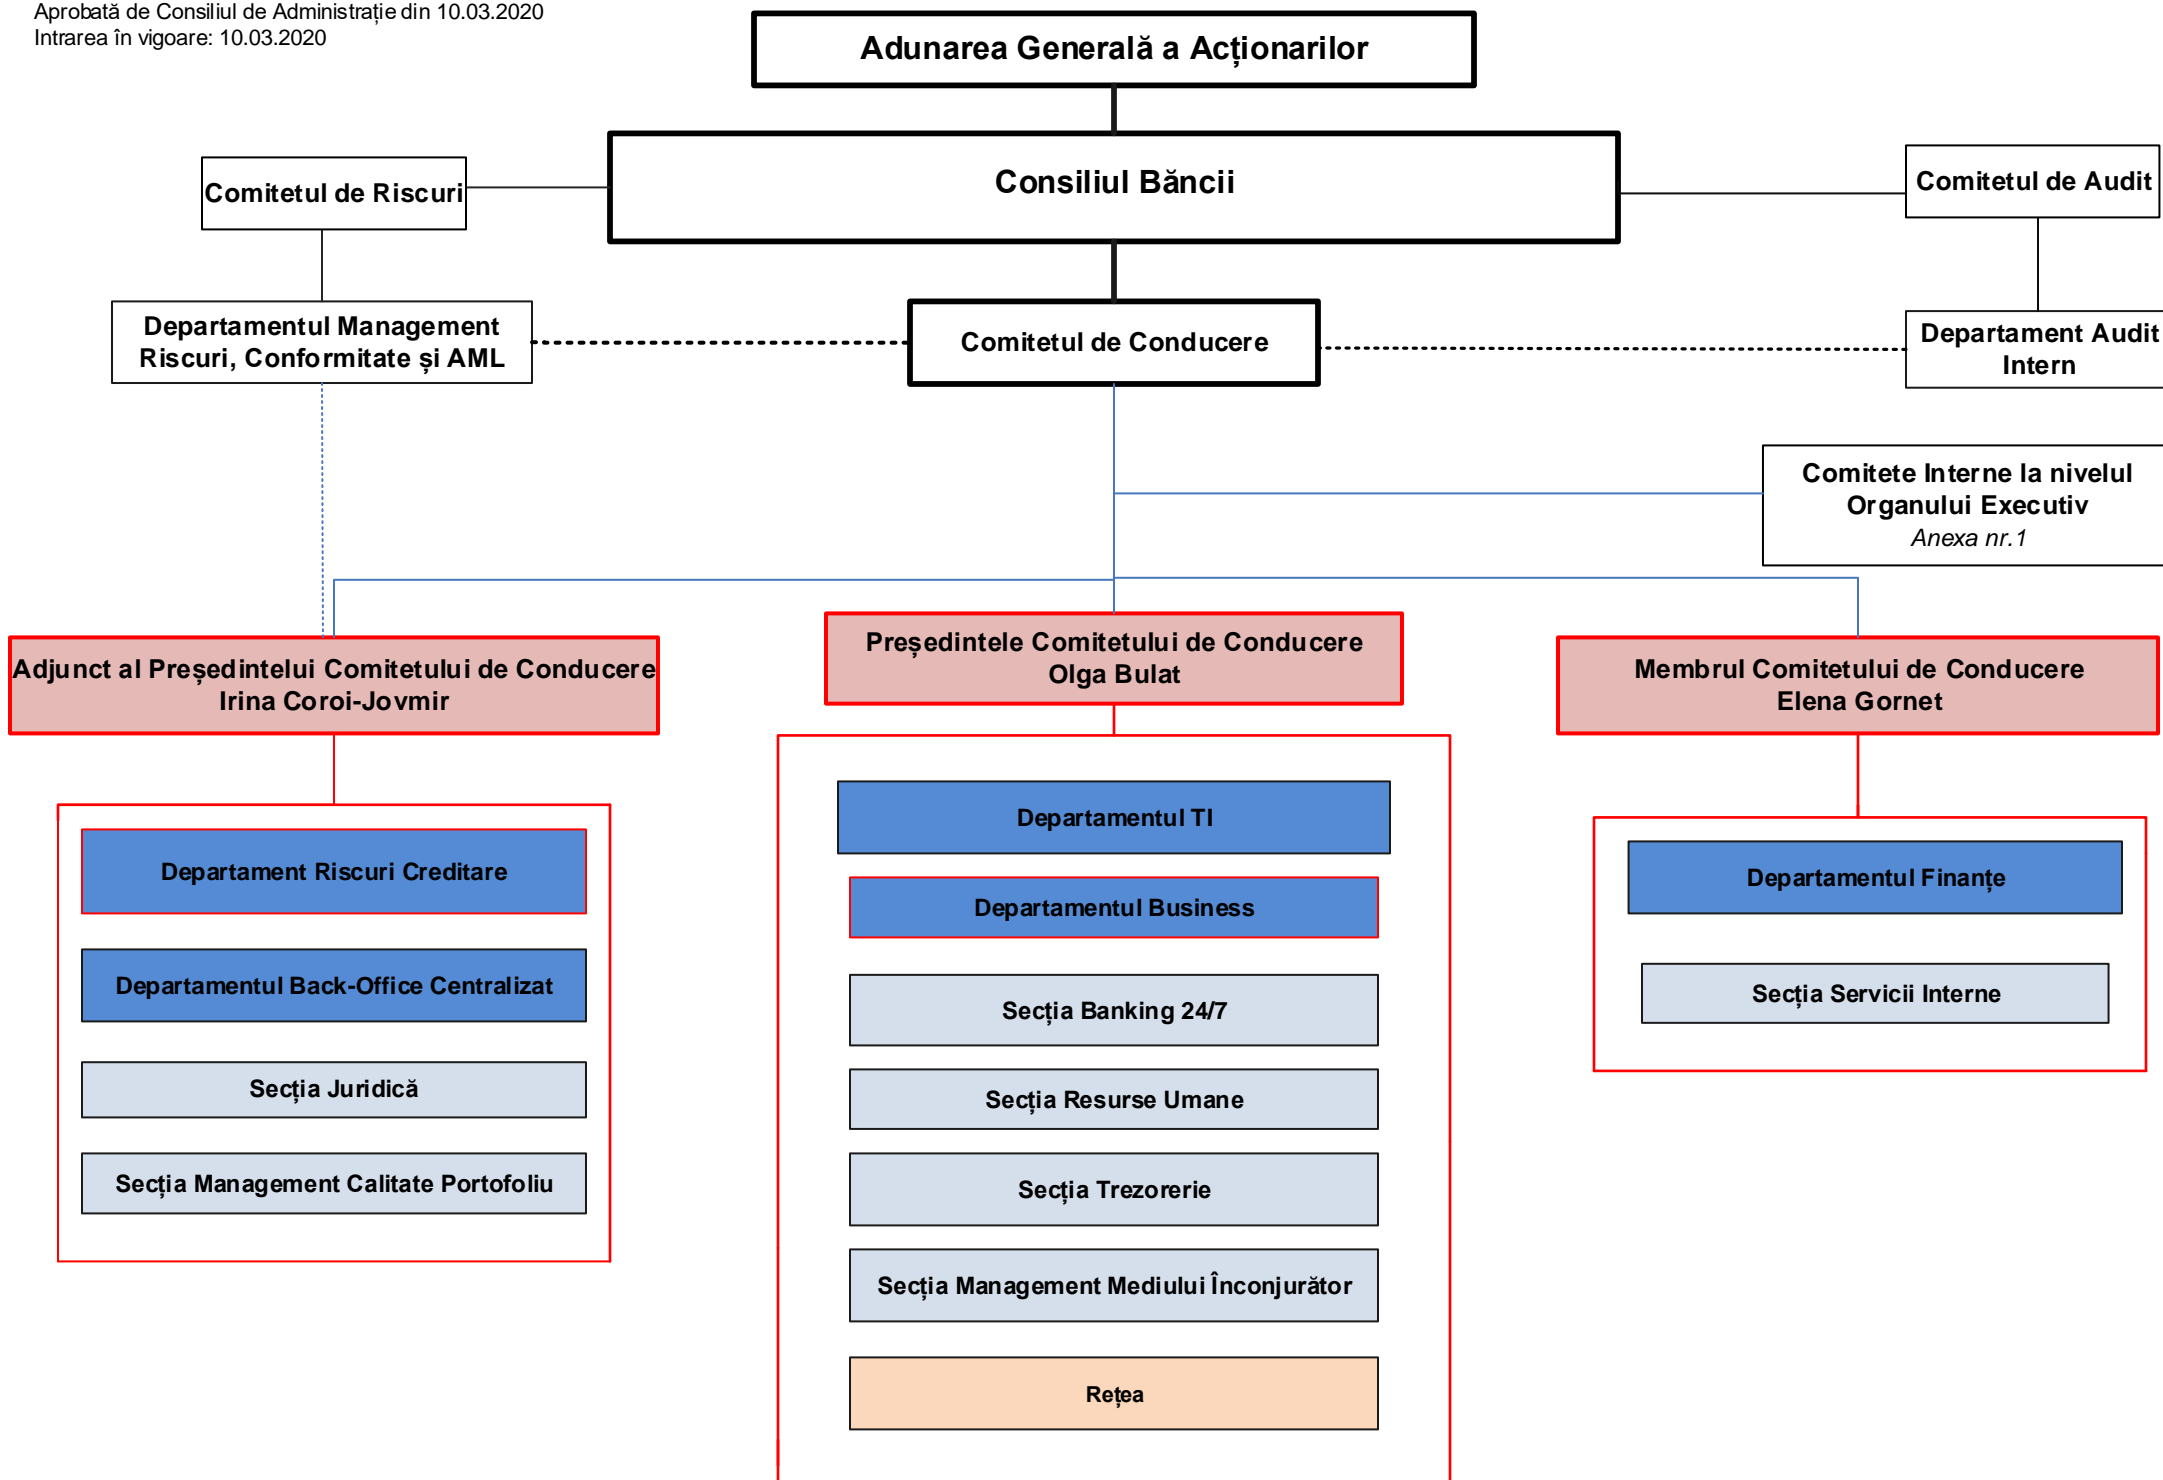 Aprobată de Consiliul de Administrație din 10.03.2020
Intrarea în vigoare: 10.03.2020
Adunarea Generală a Acționarilor
Consiliul Băncii
Comitetul de Riscuri
Comitetul de Audit
Departamentul Management
Riscuri, Conformitate și AML
Comitetul de Conducere
Departament Audit
Intern
Comitete Interne la nivelul
Organului Executiv
Anexa nr.1
Adjunct al Președintelui Comitetului de Conducere
Irina Coroi-Jovmir
Președintele Comitetului de Conducere
Olga Bulat
Membrul Comitetului de Conducere
Elena Gornet
Departament Riscuri Creditare
Departamentul Back-Office Centralizat
Secția Juridică
Secția Management Calitate Portofoliu
Departamentul TI
Departamentul Business
Secția Banking 24/7
Secția Resurse Umane
Secția Trezorerie
Secția Management Mediului Înconjurător
Rețea
Departamentul Finanțe
Secția Servicii Interne